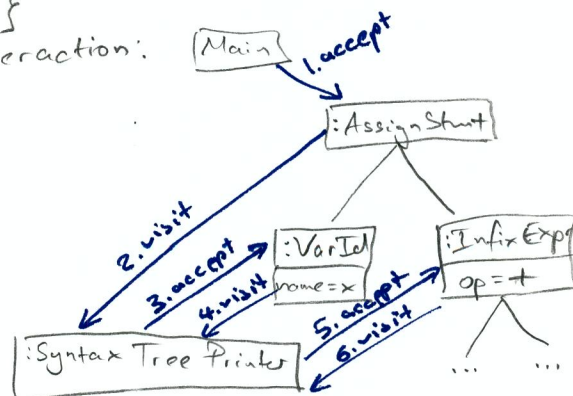 }
eraction:
Main
1. accept
:AssignStmt
2. visit
3. accept
:VarId
name=x
4. visit
5. accept
:InfixExpr
op=+
6. visit
:Syntax Tree Printer
... ...